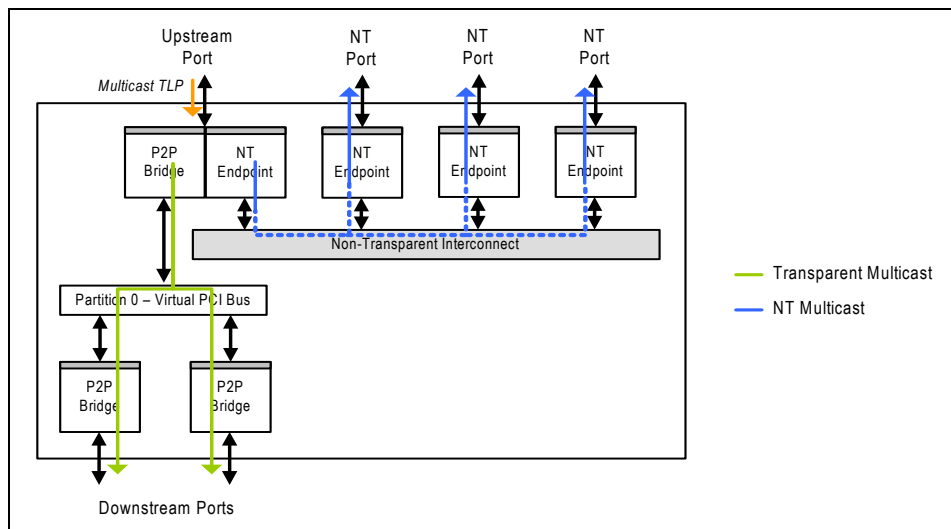 Upstream
Port
NT
Port
NT
Port
NT
Port
Multicast TLP
P2P
Bridge
NT
Endpoint
NT
Endpoint
NT
Endpoint
NT
Endpoint
Non-Transparent Interconnect
Transparent Multicast
NT Multicast
Partition 0 – Virtual PCI Bus
P2P
Bridge
P2P
Bridge
Downstream Ports